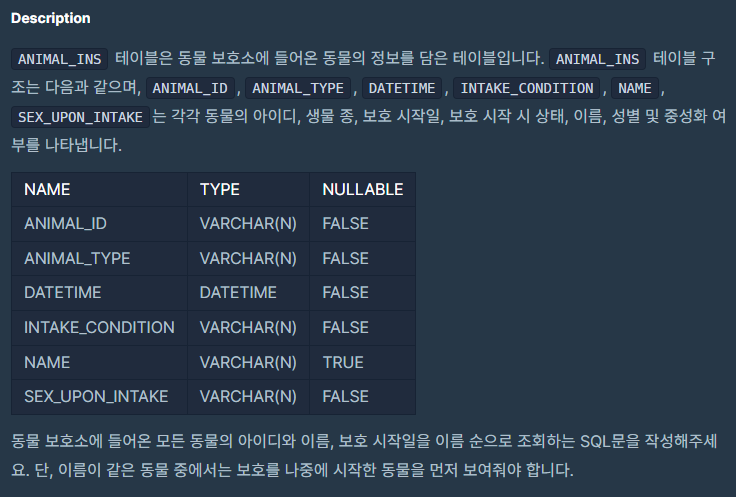 Description
ANIMAL_INS 테이블은 동물 보호소에 들어온 동물의 정보를 담은 테이블입니다. ANIMAL_INS 테이블 구
조는 다음과 같으며, ANIMAL_ID , ANIMAL_TYPE , DATETIME , INTAKE_CONDITION , NAME ,
SEX_UPON_INTAKE 는 각각 동물의 아이디, 생물 종, 보호 시작일, 보호 시작 시 상태, 이름, 성별 및 중성화 여
부를 나타냅니다.
NAME TYPE NULLABLE
ANIMAL_ID VARCHAR(N) FALSE
ANIMAL_TYPE VARCHAR(N) FALSE
DATETIME DATETIME FALSE
INTAKE_CONDITION VARCHAR(N) FALSE
NAME VARCHAR(N) TRUE
SEX_UPON_INTAKE VARCHAR(N) FALSE
동물 보호소에 들어온 모든 동물의 아이디와 이름, 보호 시작일을 이름 순으로 조회하는 SQL문을 작성해주세
요. 단, 이름이 같은 동물 중에서는 보호를 나중에 시작한 동물을 먼저 보여줘야 합니다.